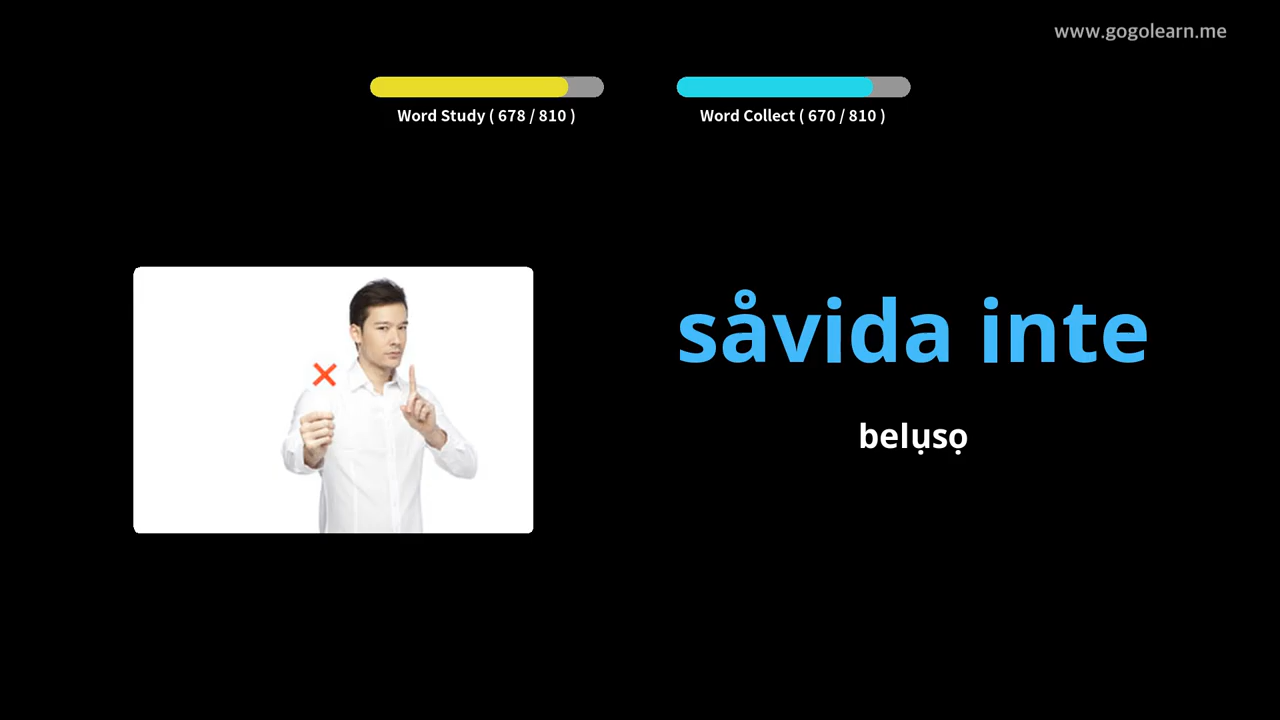 www.gogolearn.me
Word Study ( 678 / 810 )
Word Collect ( 670 / 810 )
såvida inte
belụsọ